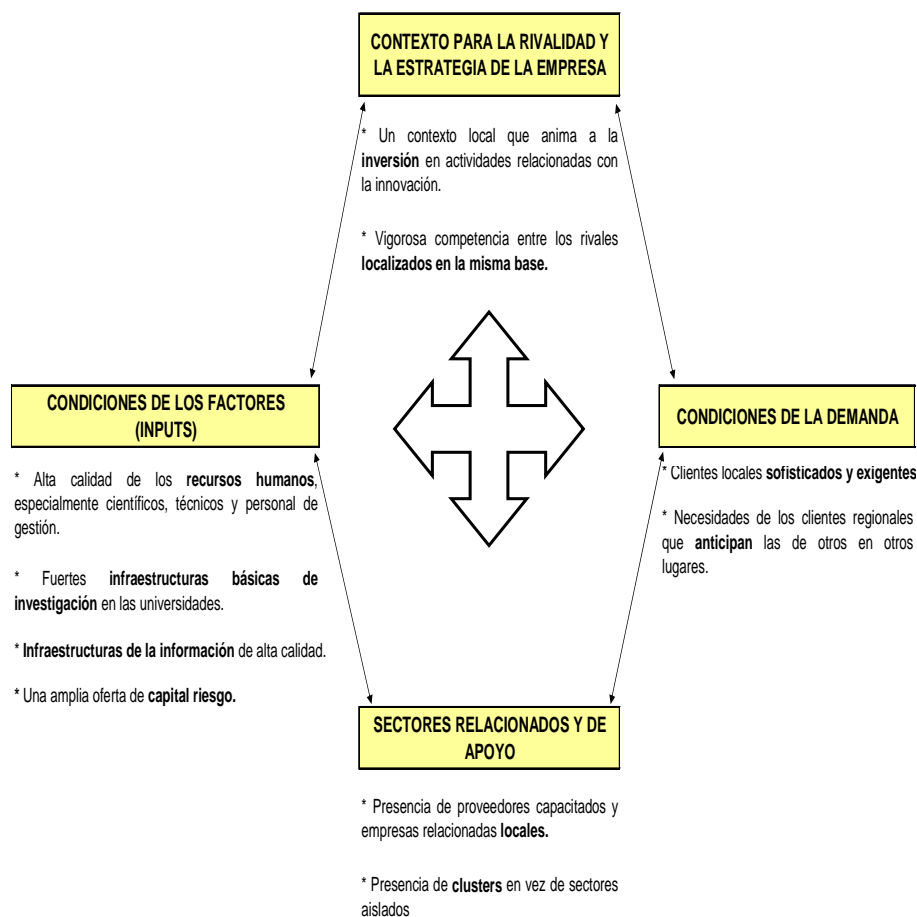 CONTEXTO PARA LA RIVALIDAD Y
LA ESTRATEGIA DE LA EMPRESA
* Un contexto local que anima a la
inversión en actividades relacionadas con
la innovación.
* Vigorosa competencia entre los rivales
localizados en la misma base.
CONDICIONES DE LOS FACTORES
(INPUTS)
* Alta calidad de los recursos humanos,
especialmente científicos, técnicos y personal de
gestión.
* Fuertes infraestructuras básicas de
investigación en las universidades.
* Infraestructuras de la información de alta calidad.
* Una amplia oferta de capital riesgo.
CONDICIONES DE LA DEMANDA
* Clientes locales sofisticados y exigentes
* Necesidades de los clientes regionales
que anticipan las de otros en otros
lugares.
SECTORES RELACIONADOS Y DE
APOYO
* Presencia de proveedores capacitados y
empresas relacionadas locales.
* Presencia de clusters en vez de sectores
aislados